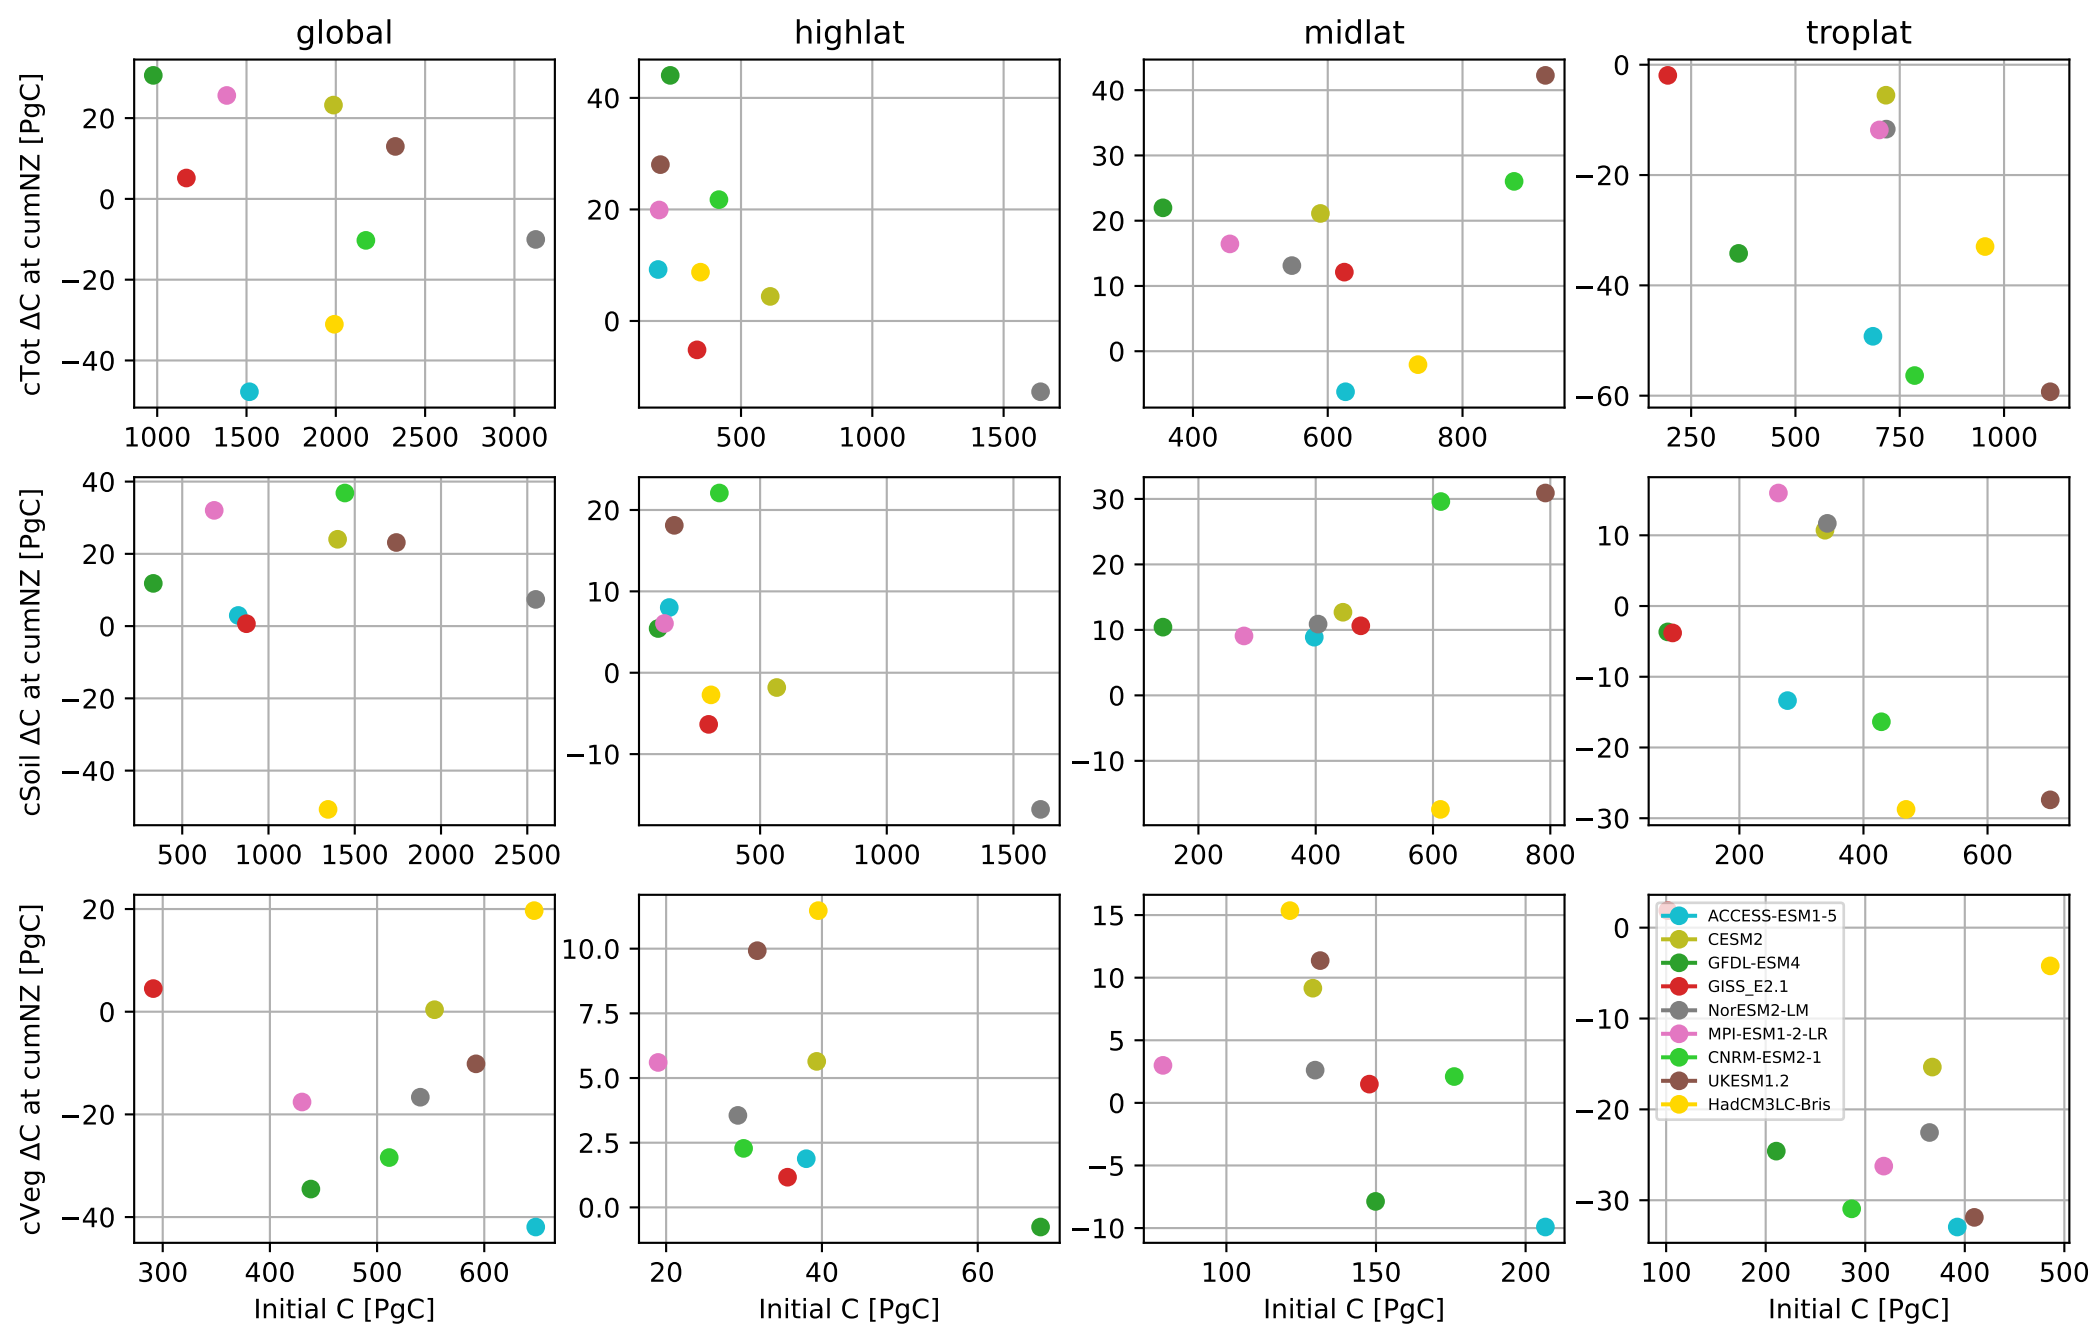 global highlat midlat troplat
cTot ΔC at cumNZ [PgC]
20
0
−20
−40
1000 1500 2000 2500 3000
40
20
0
500 1000 1500
40
30
20
10
0
400 600 800
0
−20
−40
−60
250 500 750 1000
cSoil ΔC at cumNZ [PgC]
40
20
0
−20
−40
500 1000 1500 2000 2500
20
10
0
−10
500 1000 1500
30
20
10
0
−10
200 400 600 800
10
0
−10
−20
−30
200 400 600
cVeg ΔC at cumNZ [PgC]
20
0
−20
−40
300 400 500 600
Initial C [PgC]
10.0
7.5
5.0
2.5
0.0
20 40 60
Initial C [PgC]
15
10
5
0
−5
−10
100 150 200
Initial C [PgC]
0
−10
−20
−30
ACCESS-ESM1-5
CESM2
GFDL-ESM4
GISS_E2.1
NorESM2-LM
MPI-ESM1-2-LR
CNRM-ESM2-1
UKESM1.2
HadCM3LC-Bris
100 200 300 400 500
Initial C [PgC]